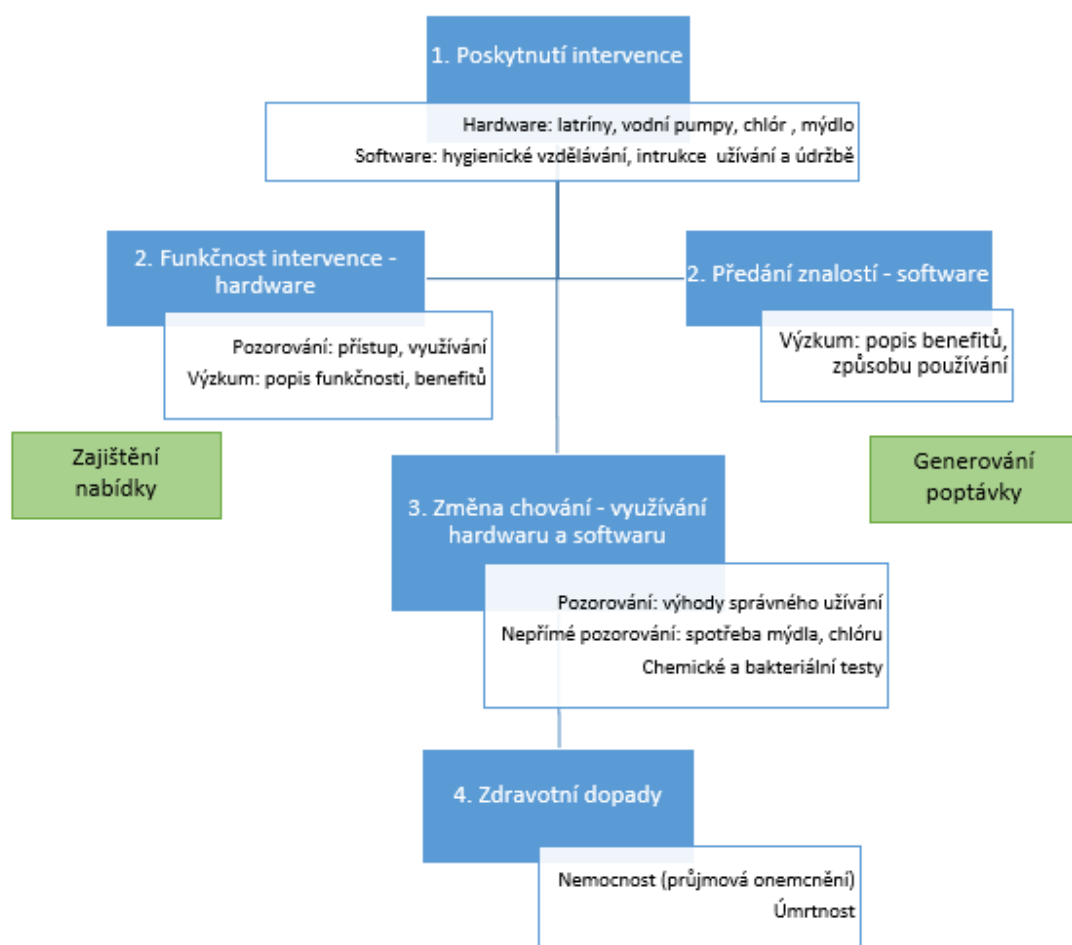 1. Poskytnutí intervence
Hardware: latríny, vodní pumpy, chlór , mýdlo
Software: hygienické vzdělávání, intrukce užívání a údržbě
2. Funkčnost intervence -
hardware
Pozorování: přístup, využívání
Výzkum: popis funkčnosti, benefitů
2. Předání znalostí - software
Výzkum: popis benefitů,
způsobu používání
Zajištění
nabídky
Generování
poptávky
3. Změna chování - využívání
hardwaru a softwaru
Pozorování: výhody správného užívání
Nepřímé pozorování: spotřeba mýdla, chlóru
Chemické a bakteriální testy
4. Zdravotní dopady
Nemocnost (průjmová onemcnění)
Úmrtnost